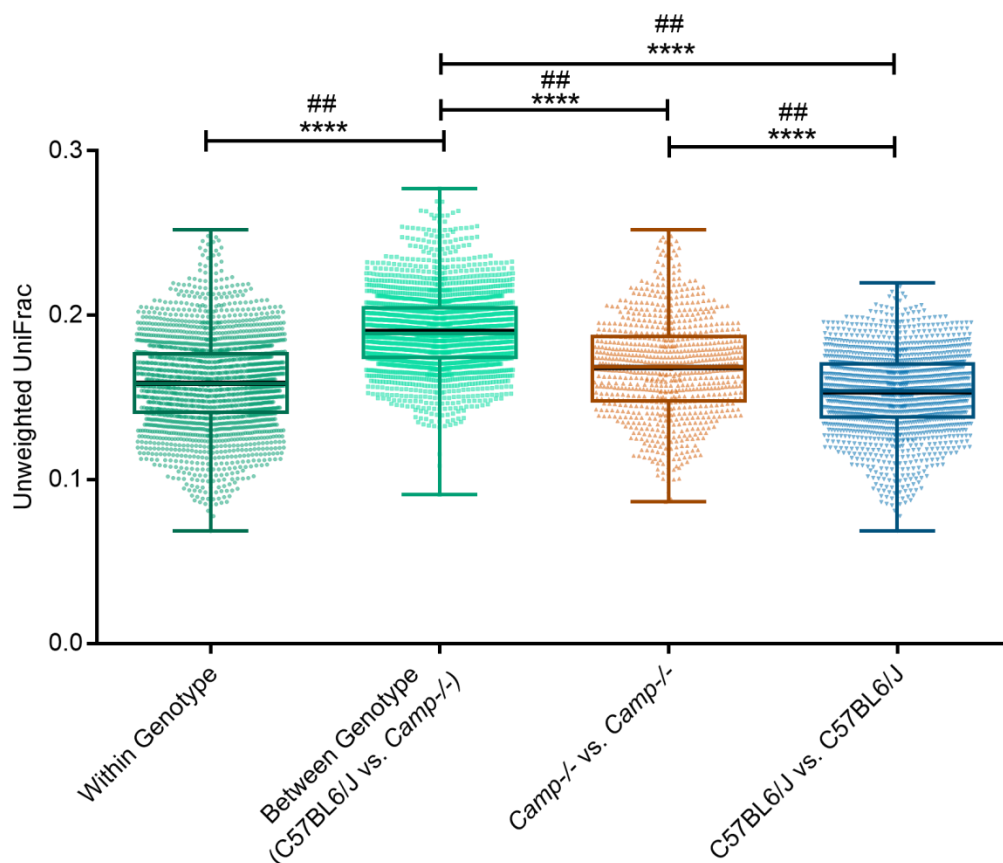 ##
****
##
****
##
****
##
****
Unweighted UniFrac
0.3
0.2
0.1
0.0
Within Genotype
Between Genotype
(C57BL6/J vs. Camp-/-)
Camp-/- vs. Camp-/-
C57BL6/J vs. C57BL6/J